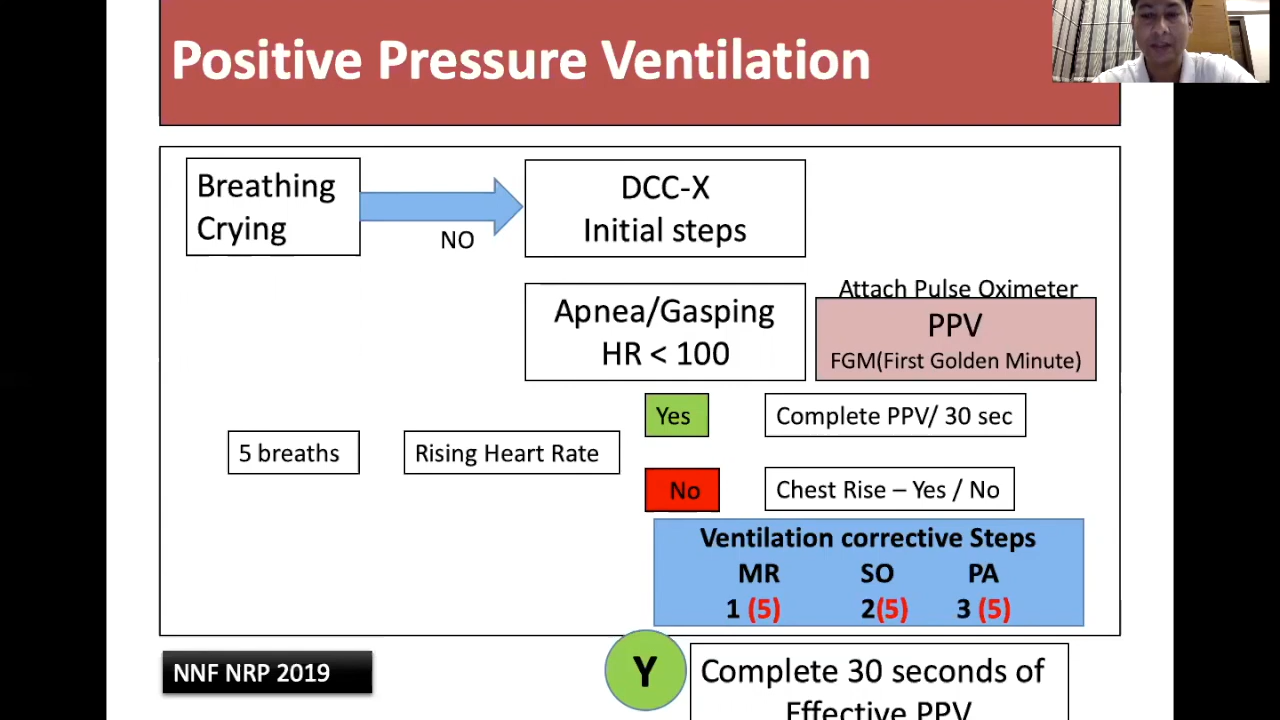 Positive Pressure Ventilation
Breathing
Crying
NO
DCC-X
Initial steps
Apnea/Gasping
HR < 100
Attach Pulse Oximeter
PPV
FGM(First Golden Minute)
Yes
Complete PPV/ 30 sec
5 breaths
Rising Heart Rate
No
Chest Rise – Yes / No
Ventilation corrective Steps
MR SO PA
1 (5) 2(5) 3 (5)
NNF NRP 2019
Y
Complete 30 seconds of
Effective PPV